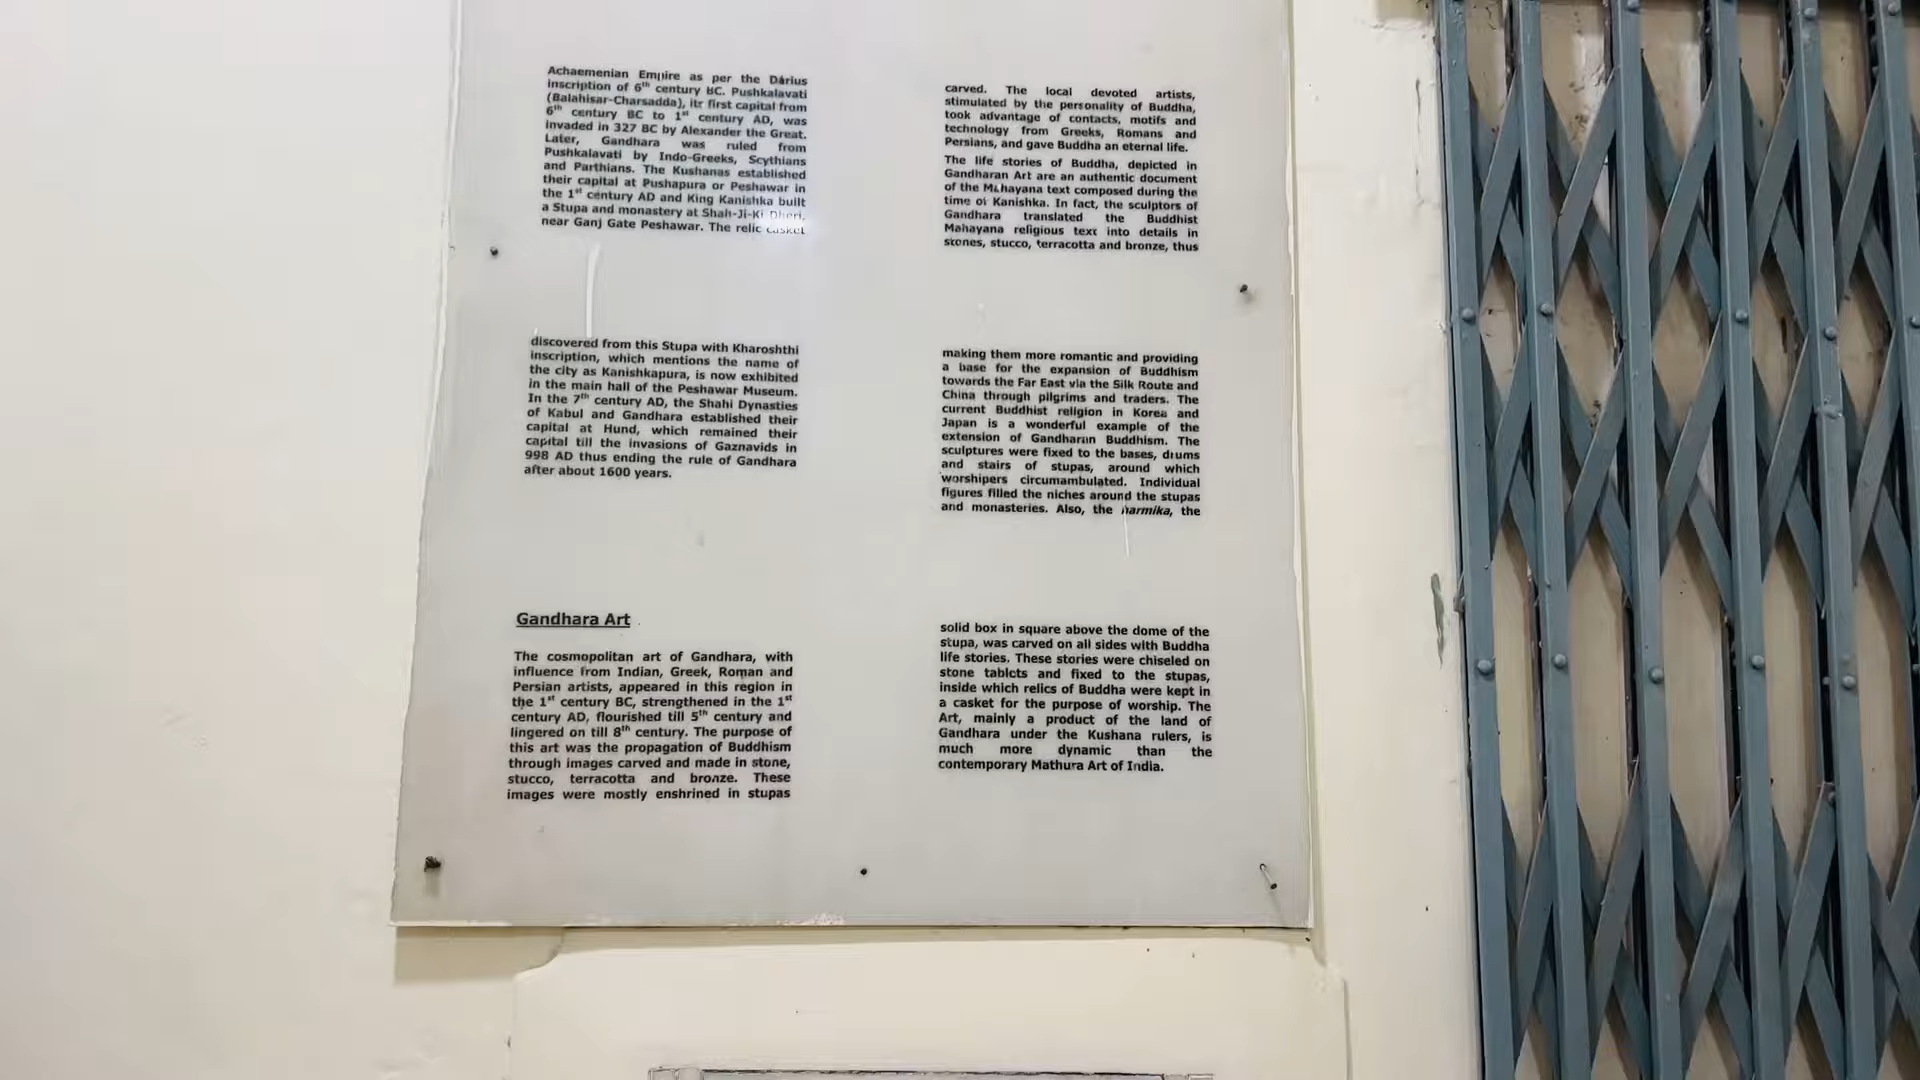 Achaemenian Empire as per the Darius
inscription of 6th century BC. Pushkalavati
(Balahisar-Charsadda), its first capital from
6th century BC to 1st century AD, was
invaded in 327 BC by Alexander the Great.
Later, Gandhara was ruled from
Pushkalavati by Indo-Greeks, Scythians
and Parthians. The Kushanas established
their capital at Pushapura or Peshawar in
the 1st century AD and King Kanishka built
a Stupa and monastery at Shah-Ji-Ki Dheri,
near Ganj Gate Peshawar. The relic casket
discovered from this Stupa with Kharoshthi
inscription, which mentions the name of
the city as Kanishkapura, is now exhibited
in the main hall of the Peshawar Museum.
In the 7th century AD, the Shahi Dynasties
of Kabul and Gandhara established their
capital at Hund, which remained their
capital till the invasions of Gaznavids in
998 AD thus ending the rule of Gandhara
after about 1600 years.
Gandhara Art
The cosmopolitan art of Gandhara, with
influence from Indian, Greek, Roman and
Persian artists, appeared in this region in
the 1st century BC, strengthened in the 1st
century AD, flourished till 5th century and
lingered on till 8th century. The purpose of
this art was the propagation of Buddhism
through images carved and made in stone,
stucco, terracotta and bronze. These
images were mostly enshrined in stupas
carved. The local devoted artists,
stimulated by the personality of Buddha,
took advantage of contacts, motifs and
technology from Greeks, Romans and
Persians, and gave Buddha an eternal life.
The life stories of Buddha, depicted in
Gandharan Art are an authentic document
of the Mahayana text composed during the
time of Kanishka. In fact, the sculptors of
Gandhara translated the Buddhist
Mahayana religious text into details in
stones, stucco, terracotta and bronze, thus
making them more romantic and providing
a base for the expansion of Buddhism
towards the Far East via the Silk Route and
China through pilgrims and traders. The
current Buddhist religion in Korea and
Japan is a wonderful example of the
extension of Gandharan Buddhism. The
sculptures were fixed to the bases, drums
and stairs of stupas, around which
worshipers circumambulated. Individual
figures filled the niches around the stupas
and monasteries. Also, the harmika, the
solid box in square above the dome of the
stupa, was carved on all sides with Buddha
life stories. These stories were chiseled on
stone tablets and fixed to the stupas,
inside which relics of Buddha were kept in
a casket for the purpose of worship. The
Art, mainly a product of the land of
Gandhara under the Kushana rulers, is
much more dynamic than the
contemporary Mathura Art of India.